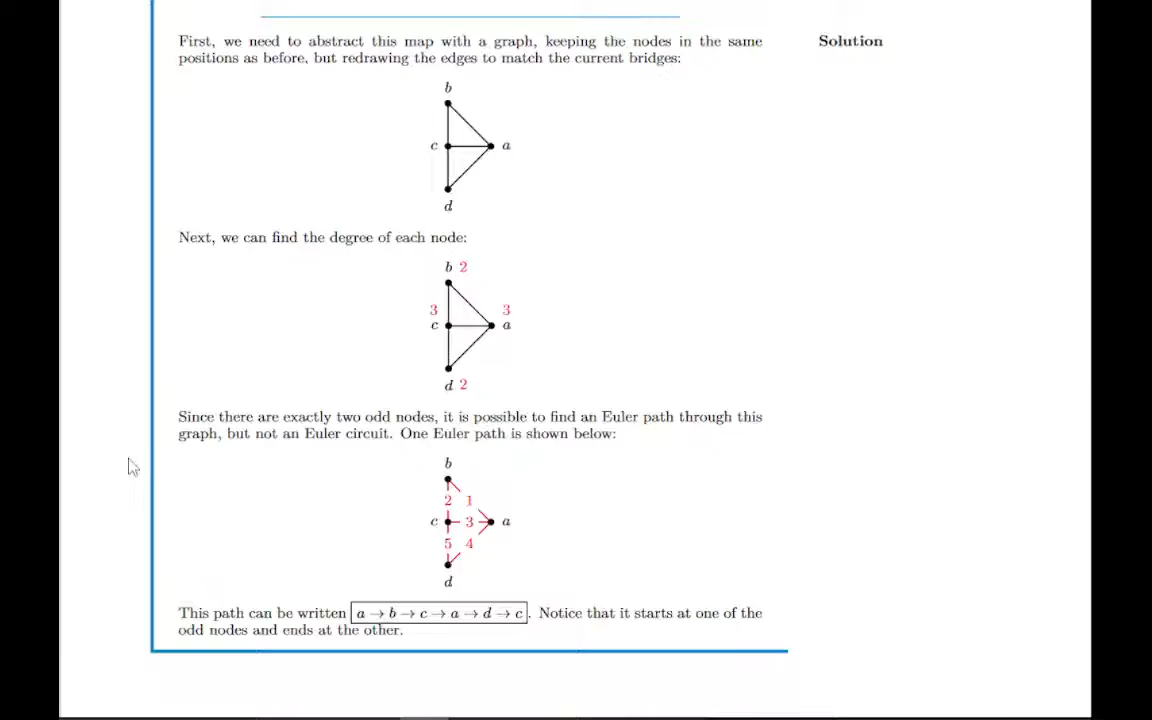 First, we need to abstract this map with a graph, keeping the nodes in the same
Solution
positions as before, but redrawing the edges to match the current bridges:
b
c
a
d
Next, we can find the degree of each node:
b 2
3
3
c
a
d 2
Since there are exactly two odd nodes, it is possible to find an Euler path through this
graph, but not an Euler circuit. One Euler path is shown below:
b
2 1
c 3 a
5 4
d
This path can be written a → b → c → a → d → c. Notice that it starts at one of the
odd nodes and ends at the other.